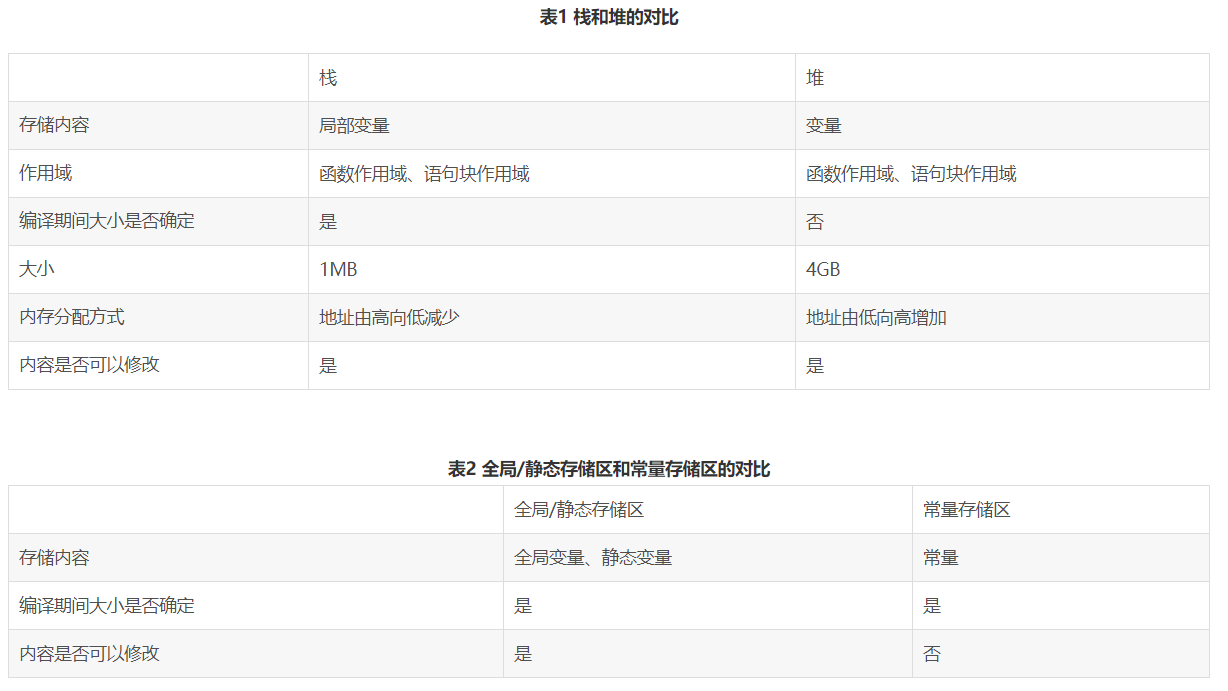 表1 栈和堆的对比
栈 堆
存储内容 局部变量 变量
作用域 函数作用域、语句块作用域 函数作用域、语句块作用域
编译期间大小是否确定 是 否
大小 1MB 4GB
内存分配方式 地址由高向低减少 地址由低向高增加
内容是否可以修改 是 是
表2 全局/静态存储区和常量存储区的对比
全局/静态存储区 常量存储区
存储内容 全局变量、静态变量 常量
编译期间大小是否确定 是 是
内容是否可以修改 是 否